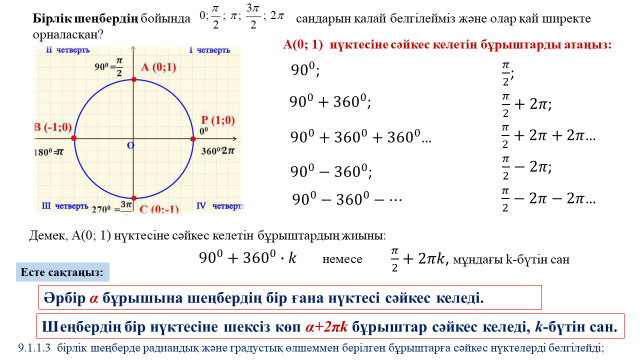 Бірлік шеңбердің бойында 0; π/2; π; 3π/2; 2π сандарын қалай белгілейміз және олар қай ширекте
орналасқан?
A(0; 1) нүктесіне сәйкес келетін бұрыштарды атаңыз:
II четверть I четверть
90⁰=π/2 A (0;1)
B (-1;0) P (1;0)
0⁰
O
180⁰=π 360⁰2π
III четверть 270⁰ =3π/2 C (0;-1) IV четверть
90⁰; π/2;
90⁰ + 360⁰; π/2 + 2π;
90⁰ + 360⁰ + 360⁰… π/2 + 2π + 2π…
90⁰ − 360⁰; π/2 − 2π;
90⁰ − 360⁰ − ⋯ π/2 − 2π − 2π…
Демек, A(0; 1) нүктесіне сәйкес келетін бұрыштардың жиыны:
90⁰ + 360⁰ ∙ k немесе π/2 + 2πk, мұндағы k-бүтін сан
Есте сақтаңыз:
Әрбір α бұрышына шеңбердің бір ғана нүктесі сәйкес келеді.
Шеңбердің бір нүктесіне шексіз көп α+2πk бұрыштар сәйкес келеді, k-бүтін сан.
9.1.1.3 бірлік шеңберде радиандық және градустық өлшеммен берілген бұрыштарға сәйкес нүктелерді белгілейді;